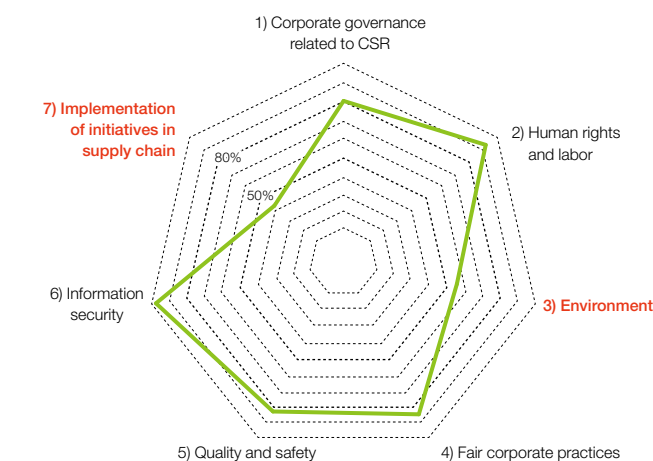 1) Corporate governance
related to CSR
7) Implementation
of initiatives in
supply chain
2) Human rights
and labor
80%
50%
6) Information
security
3) Environment
5) Quality and safety
4) Fair corporate practices